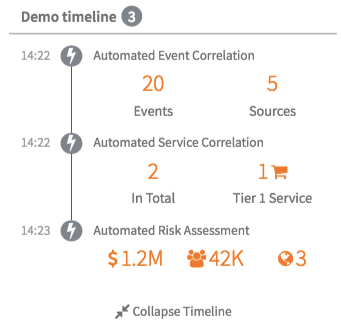 Demo timeline 3
14:22 Automated Event Correlation
20 5
Events Sources
14:22 Automated Service Correlation
2 1
In Total Tier 1 Service
14:23 Automated Risk Assessment
$1.2M 42K 3
Collapse Timeline